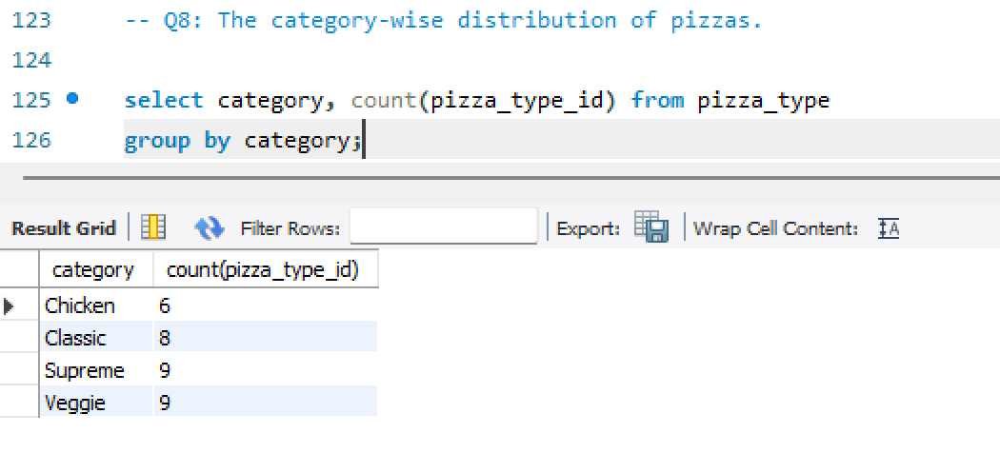 123 -- Q8: The category-wise distribution of pizzas.
124
125 select category, count(pizza_type_id) from pizza_type
126 group by category;
Result Grid Filter Rows: Export: Wrap Cell Content: IA
category count(pizza_type_id)
Chicken 6
Classic 8
Supreme 9
Veggie 9